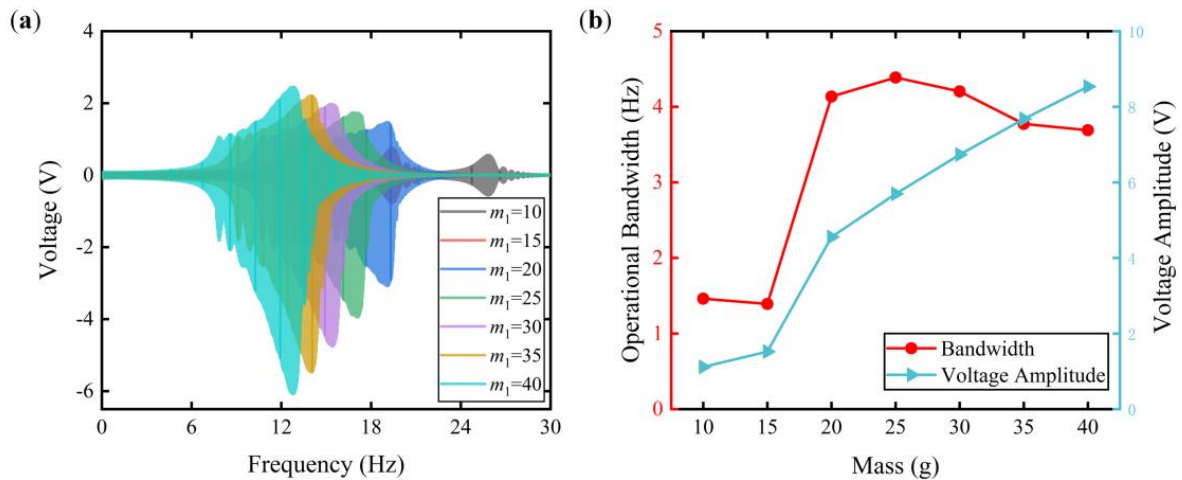 (a)
4
2
0
-2
-4
-6
Voltage (V)
0 6 12 18 24 30
Frequency (Hz)
m₁=10
m₁=15
m₁=20
m₁=25
m₁=30
m₁=35
m₁=40
(b)
5
4
3
2
1
0
Operational Bandwidth (Hz)
10
8
6
4
2
0
Voltage Amplitude (V)
10 15 20 25 30 35 40
Mass (g)
Bandwidth
Voltage Amplitude